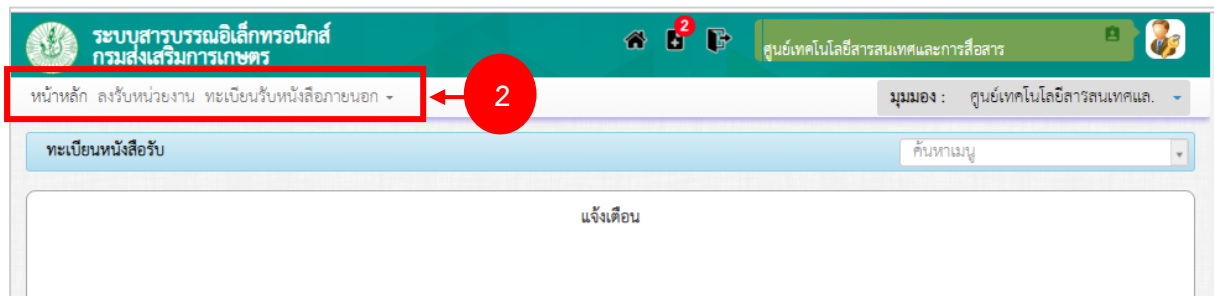 ระบบสารบรรณอิเล็กทรอนิกส์
กรมส่งเสริมการเกษตร
2
ศูนย์เทคโนโลยีสารสนเทศและการสื่อสาร
หน้าหลัก ลงรับหน่วยงาน ทะเบียนรับหนังสือภายนอก
2
มุมมอง : ศูนย์เทคโนโลยีสารสนเทศแล.
ทะเบียนหนังสือรับ
ค้นหาเมนู
แจ้งเตือน